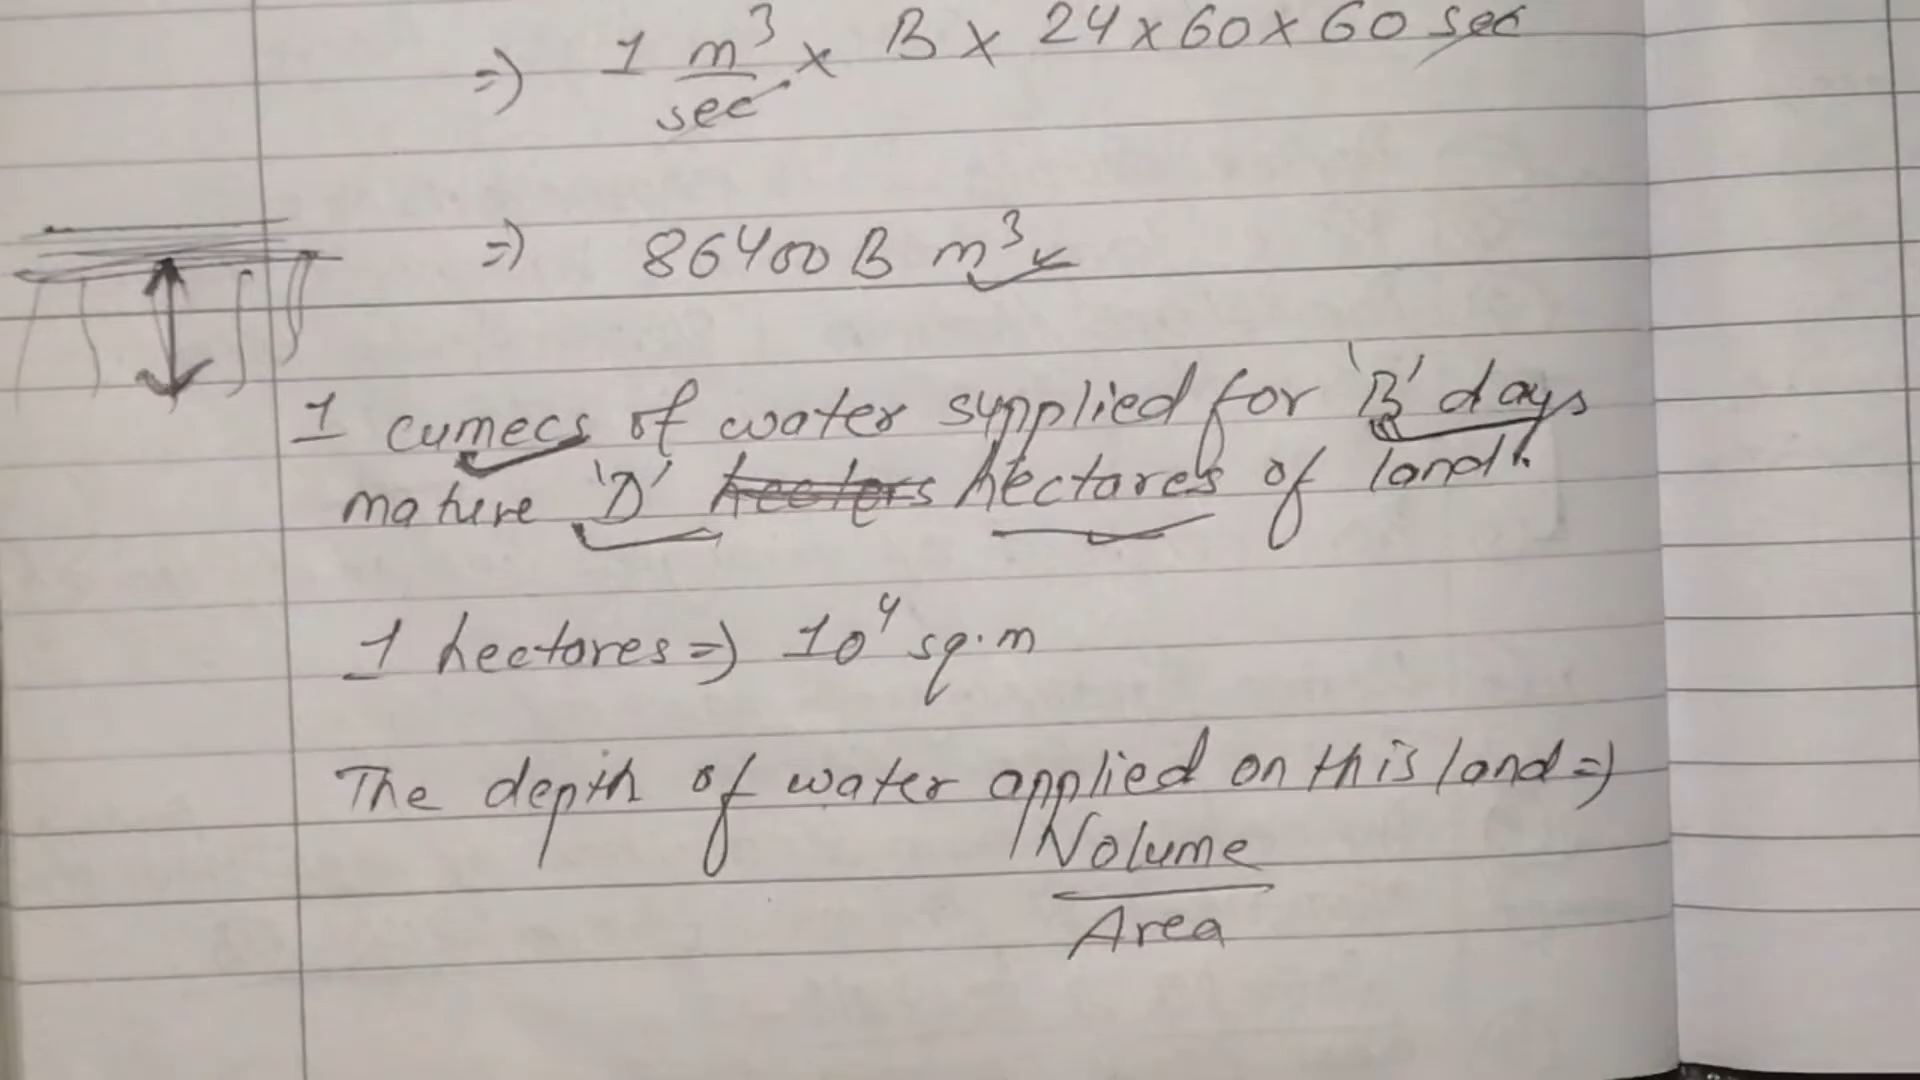 => 1 m³/sec × B × 24 × 60 × 60 sec
=> 86400 B m³
1 cumecs of water supplied for 'B' days
mature 'D' hecters hectares of land.
1 hectares => 10⁴ sq.m
The depth of water applied on this land =>
Volume
Area